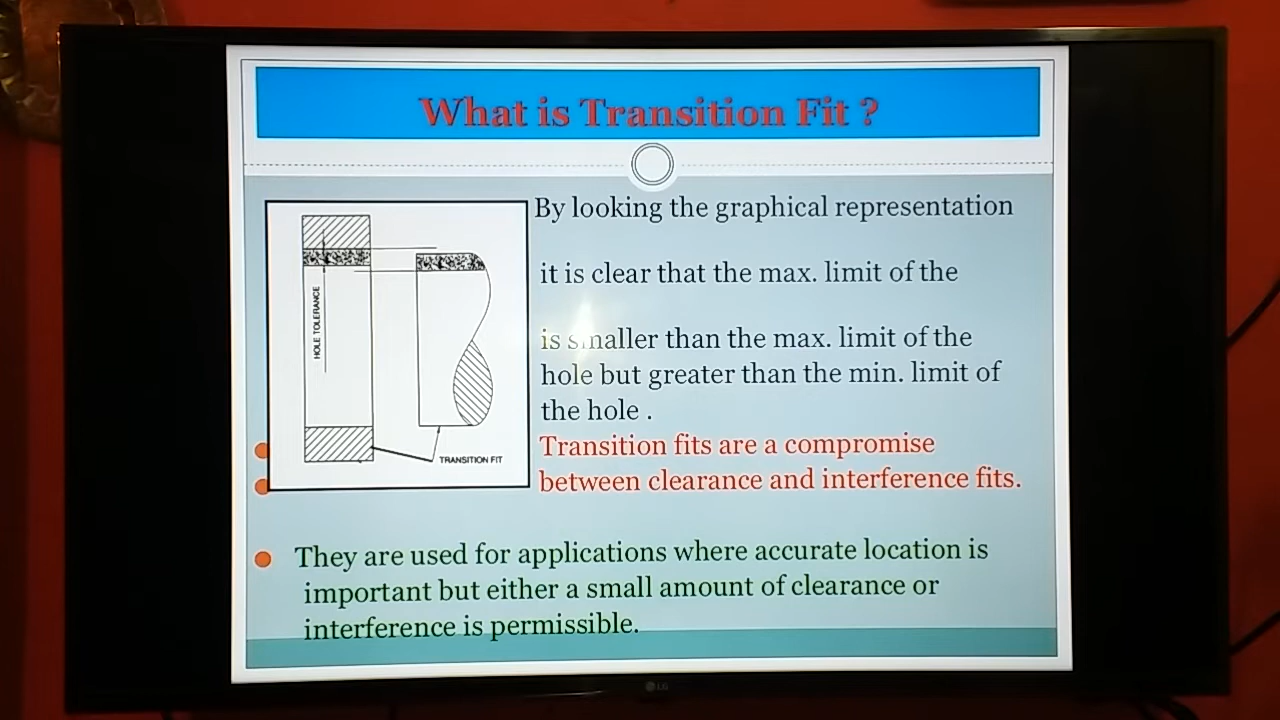 What is Transition Fit ?
By looking the graphical representation
it is clear that the max. limit of the
is smaller than the max. limit of the
hole but greater than the min. limit of
the hole .
HOLE TOLERANCE
TRANSITION FIT
Transition fits are a compromise
between clearance and interference fits.
They are used for applications where accurate location is
important but either a small amount of clearance or
interference is permissible.
LG